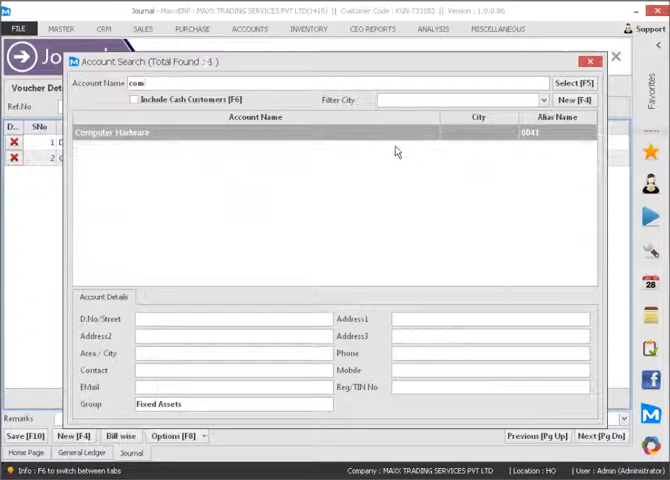 Journal - MaxxERP : MAXX TRADING SERVICES PVT LTD(1415) || Customer Code : KGN-733103 || Version : 1.0.0.86
FILE MASTER CRM SALES PURCHASE ACCOUNTS INVENTORY CEO REPORTS ANALYSIS MISCELLANEOUS Support
Account Search (Total Found : 5 )
Account Name com Select [F5]
Include Cash Customers [F6] Filter City New [F4]
Voucher Det
Ref.No
Favorites
D... SNo Account Name City Alias Name
1 Computer Hardware 0041
2
28
Account Details
D.No/Street Address1
Address2 Address3
Area / City Phone
Contact Mobile
EMail Reg/TIN No
Group Fixed Assets
Remarks
Save [F10] New [F4] Bill wise Options [F8] Previous [Pg Up] Next [Pg Dn]
Home Page General Ledger Journal
Info : F6 to switch between tabs Company : MAXX TRADING SERVICES PVT LTD Location : HO User : Admin (Administrator)